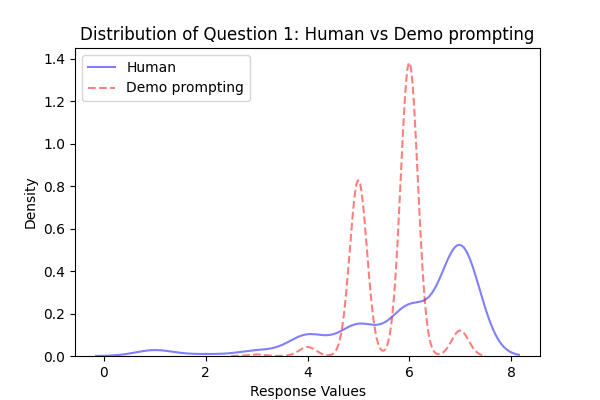 Distribution of Question 1: Human vs Demo prompting
Human
Demo prompting
1.4
1.2
1.0
0.8
0.6
0.4
0.2
0.0
Density
0 2 4 6 8
Response Values